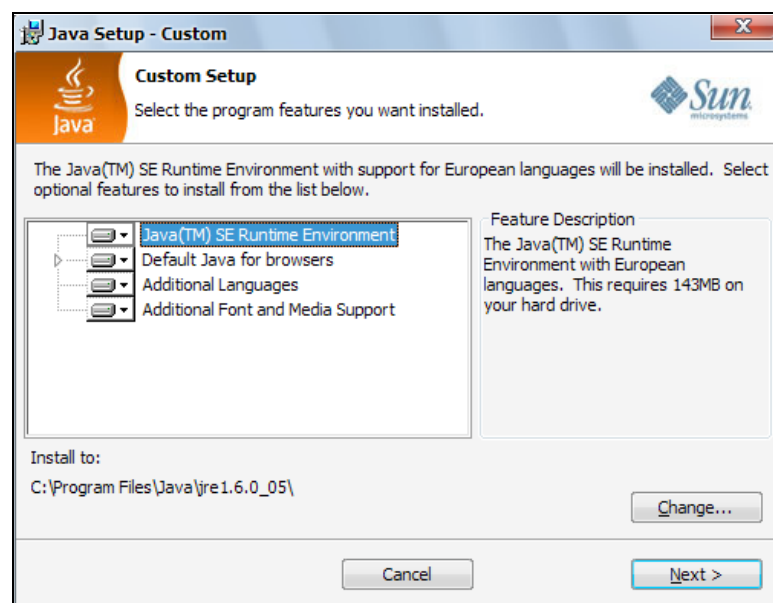 Java Setup - Custom
Custom Setup
Select the program features you want installed.
Java
Sun
microsystems
The Java(TM) SE Runtime Environment with support for European languages will be installed. Select
optional features to install from the list below.
Java(TM) SE Runtime Environment
Default Java for browsers
Additional Languages
Additional Font and Media Support
Feature Description
The Java(TM) SE Runtime
Environment with European
languages. This requires 143MB on
your hard drive.
Install to:
C:\Program Files\Java\jre1.6.0_05\
Change...
Cancel
Next >